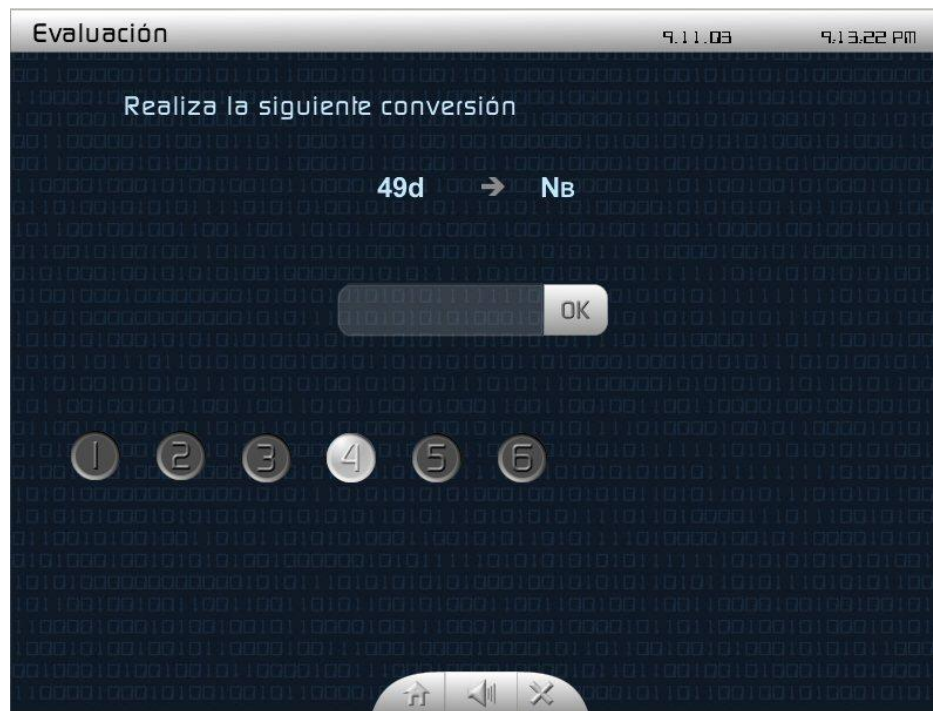 Evaluación 9.11.03 9:13:22 PM
Realiza la siguiente conversión
49d → NB
OK
1 2 3 4 5 6